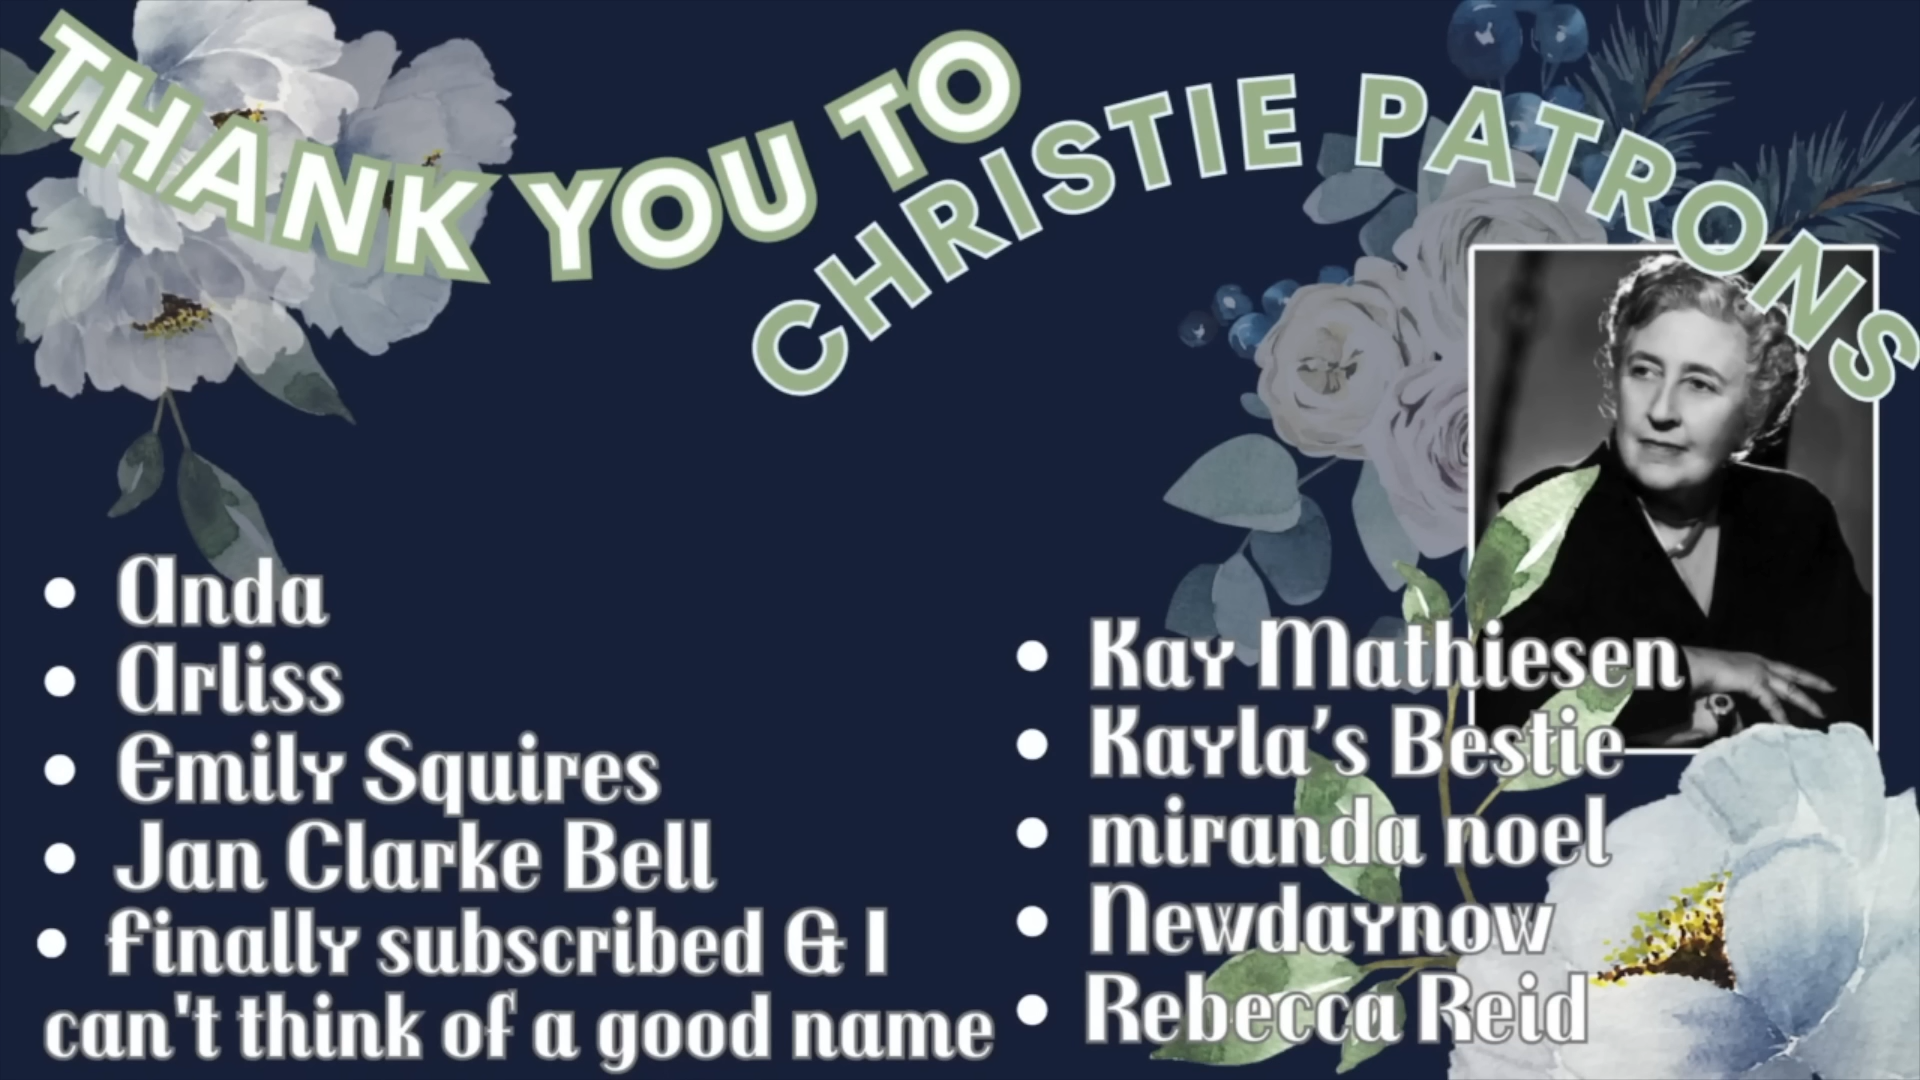 THANK YOU TO
CHRISTIE PATRONS
• Anda
• Arliss
• Emily Squires
• Jan Clarke Bell
• finally subscribed & I
can't think of a good name
• Kay Mathiesen
• Kayla's Bestie
• miranda noel
• Newdaynow
• Rebecca Reid